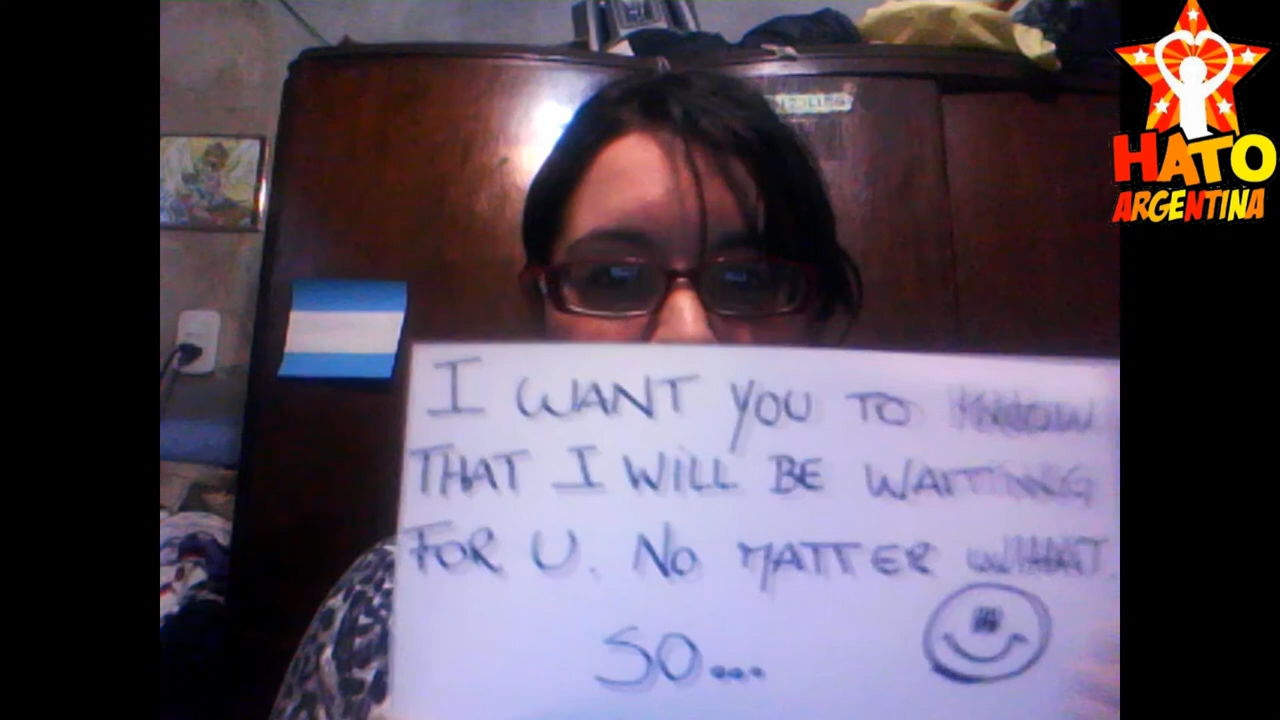 HATO
ARGENTINA
I WANT YOU TO KNOW
THAT I WILL BE WAITING
FOR U. NO MATTER WHAT.
SO...